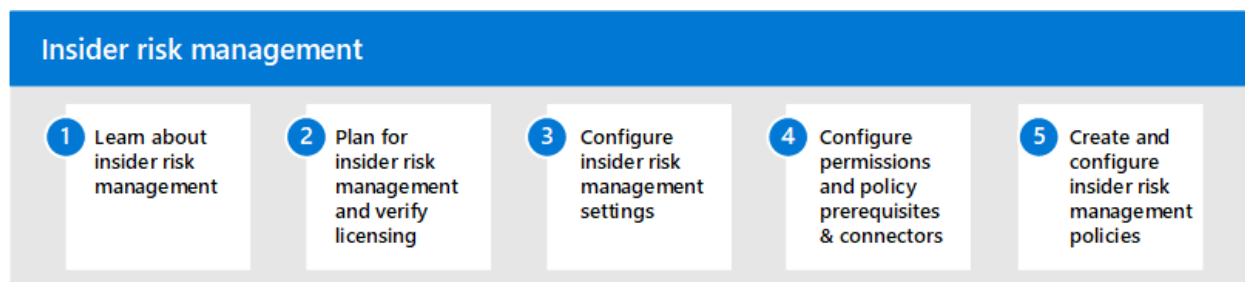 Insider risk management
1
Learn about
insider risk
management
2
Plan for
insider risk
management
and verify
licensing
3
Configure
insider risk
management
settings
4
Configure
permissions
and policy
prerequisites
& connectors
5
Create and
configure
insider risk
management
policies